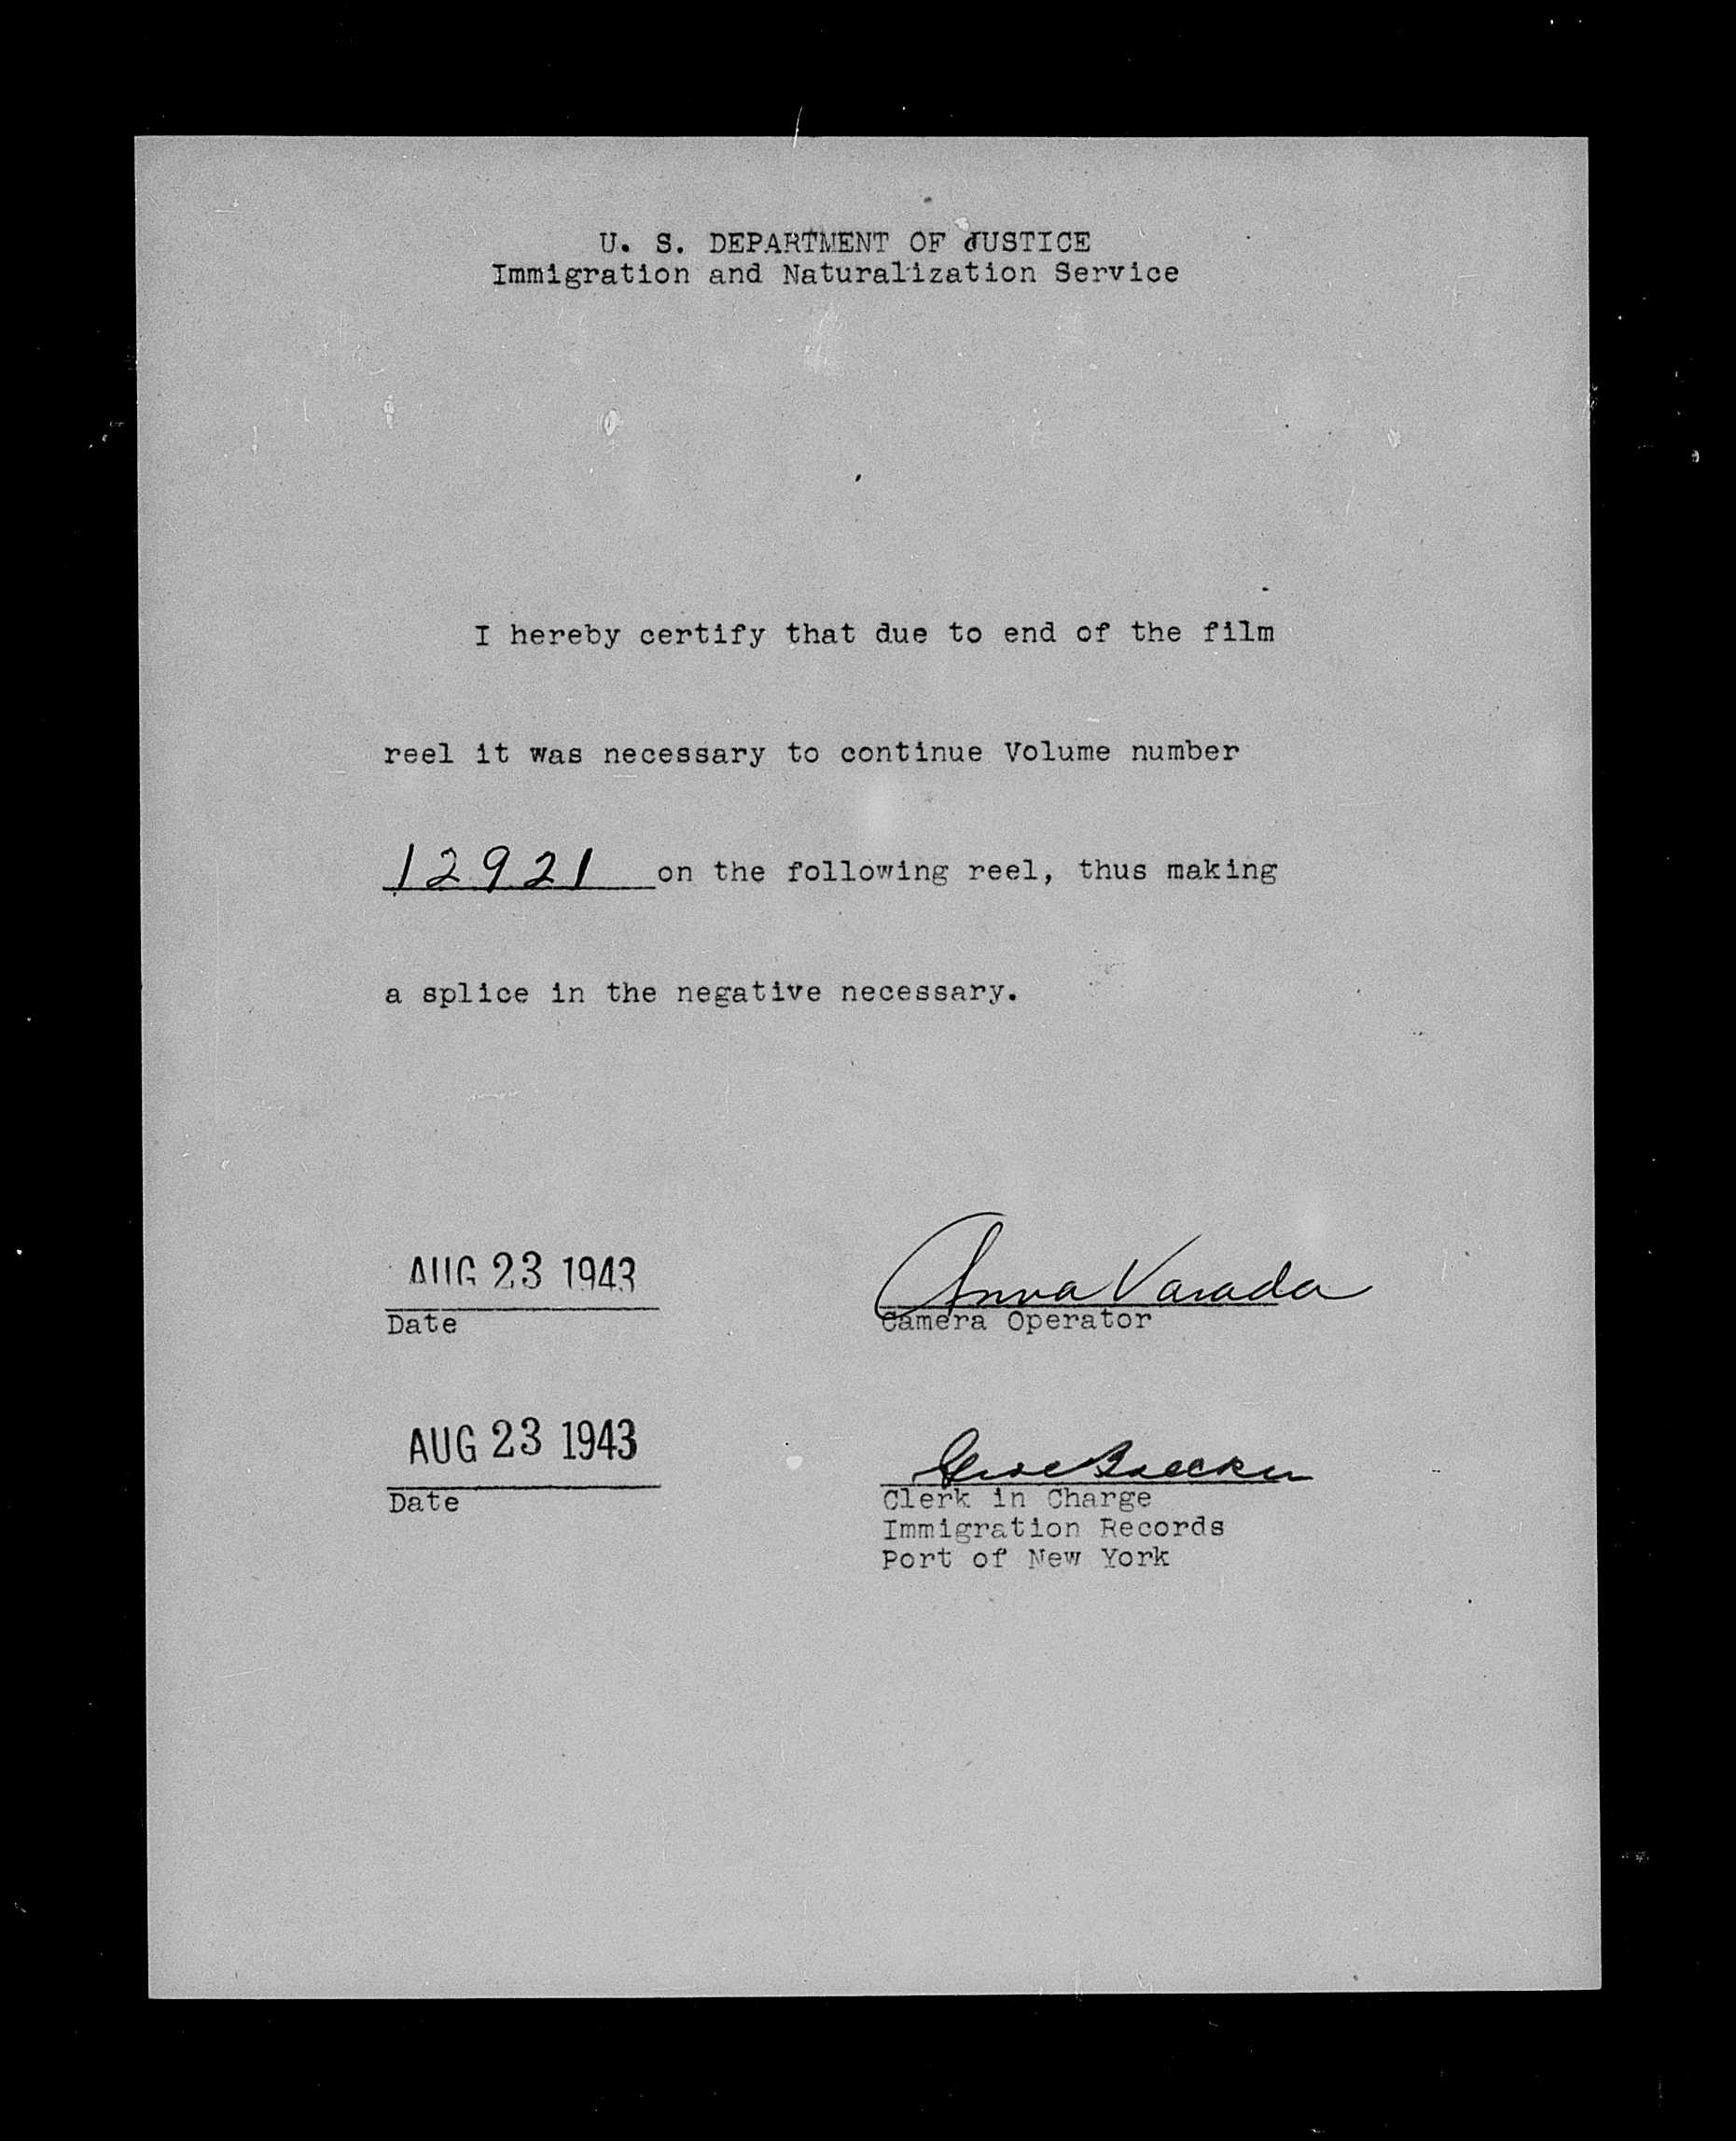 U. S. DEPARTMENT OF JUSTICE
Immigration and Naturalization Service
I hereby certify that due to end of the film
reel it was necessary to continue Volume number
12921 on the following reel, thus making
a splice in the negative necessary.
AUG 23 1943
Date
Anna Varada
Camera Operator
AUG 23 1943
Date
Clerk in Charge
Immigration Records
Port of New York